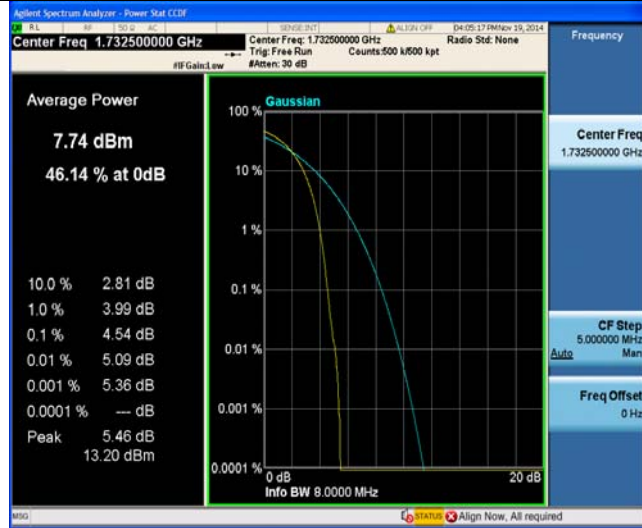 Agilent Spectrum Analyzer - Power Stat CCDF
RL RF 50 Ω AC SENSE:INT ALIGN OFF 04:05:17 PM Nov 19, 2014
Center Freq 1.732500000 GHz
Center Freq: 1.732500000 GHz Radio Std: None
Trig: Free Run Counts:500 k/500 kpt
#IFGain:Low #Atten: 30 dB
Frequency
Average Power
7.74 dBm
46.14 % at 0dB
10.0 % 2.81 dB
1.0 % 3.99 dB
0.1 % 4.54 dB
0.01 % 5.09 dB
0.001 % 5.36 dB
0.0001 % --- dB
Peak 5.46 dB
13.20 dBm
Gaussian
100 %
10 %
1 %
0.1 %
0.01 %
0.001 %
0.0001 %
0 dB 20 dB
Info BW 8.0000 MHz
Center Freq
1.732500000 GHz
CF Step
5.000000 MHz
Auto Man
Freq Offset
0 Hz
MSG STATUS Align Now, All required